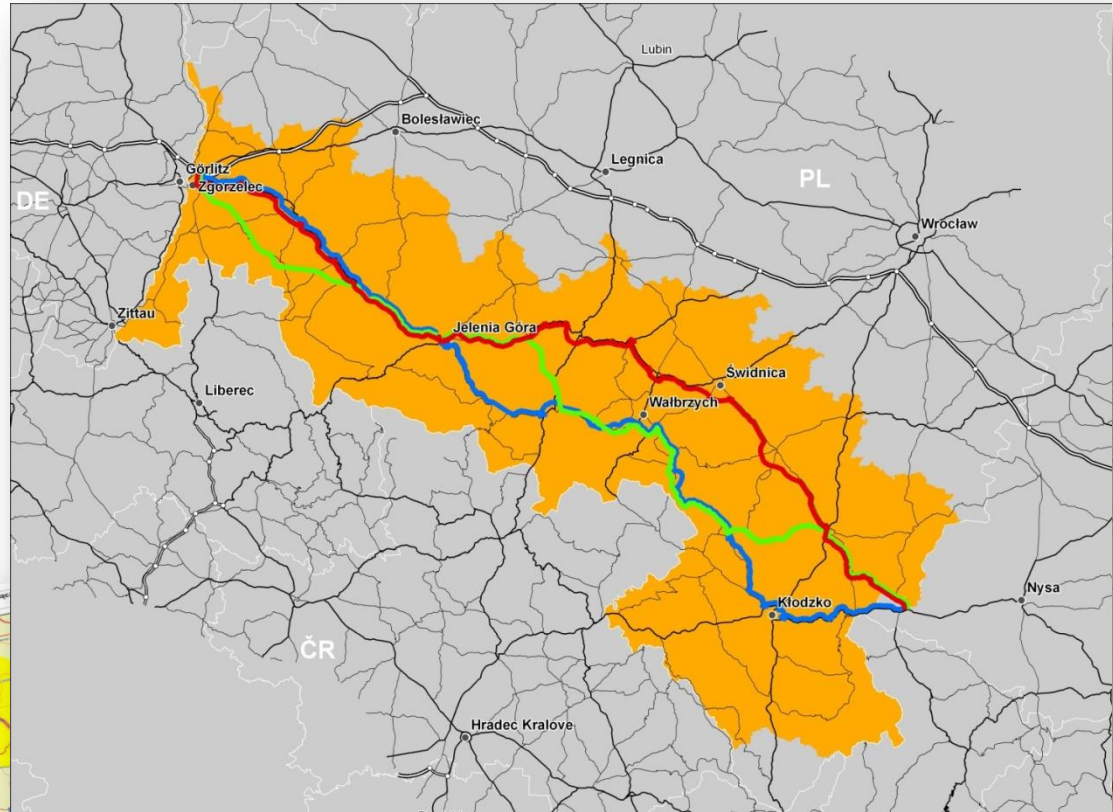 Lubin
Bolesławiec
Legnica
PL
Görlitz
Zgorzelec
DE
Wrocław
Zittau
Jelenia Góra
Świdnica
Liberec
Wałbrzych
Nysa
Kłodzko
ČR
Hradec Kralove